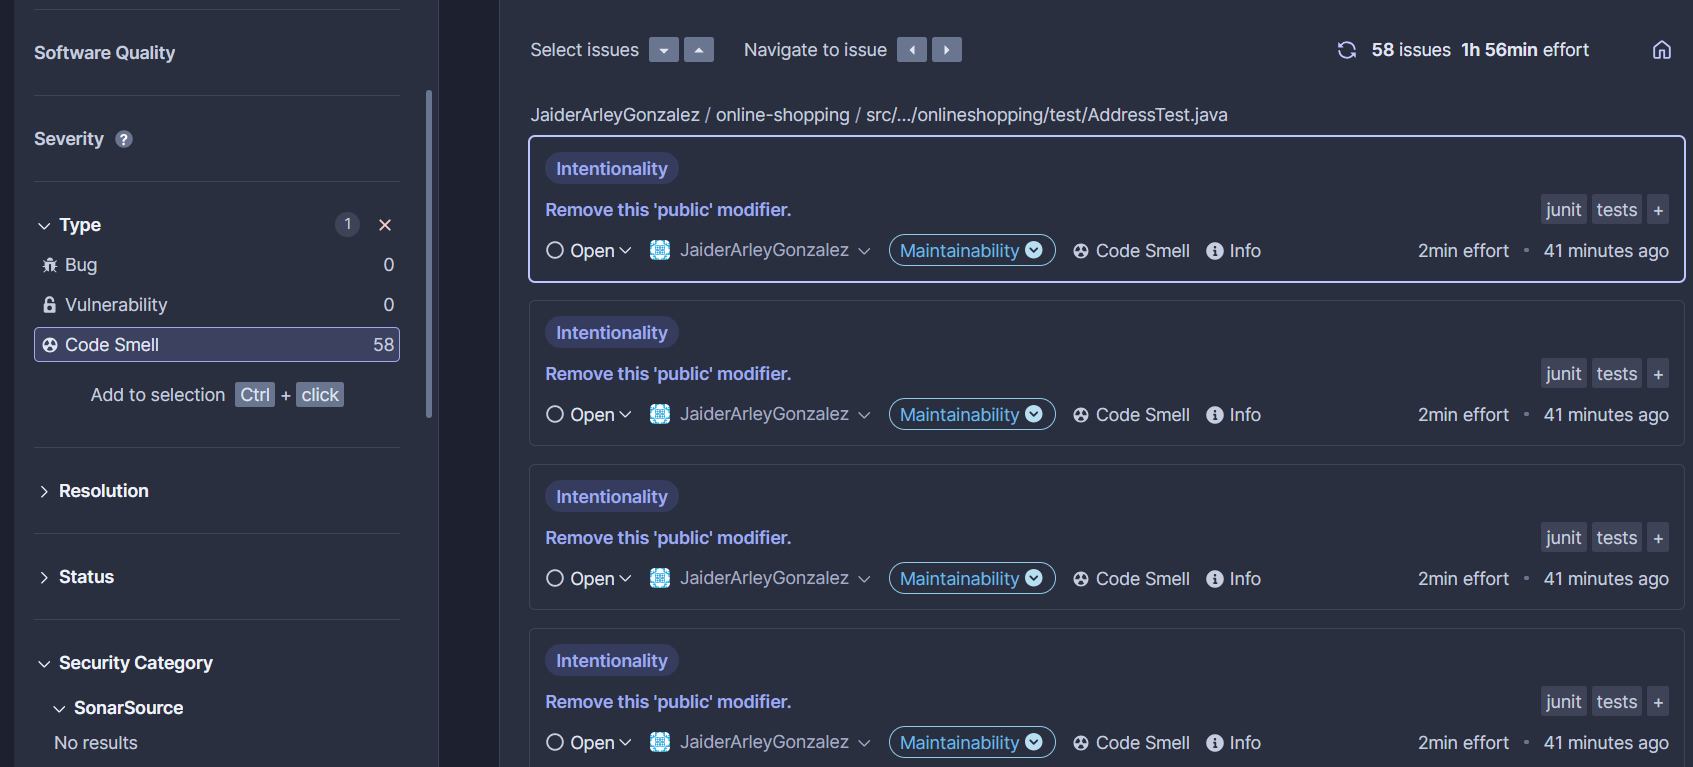 Software Quality
Severity ?
Type 1
Bug 0
Vulnerability 0
Code Smell 58
Add to selection Ctrl + click
Resolution
Status
Security Category
SonarSource
No results
Select issues Navigate to issue 58 issues 1h 56min effort
JaiderArleyGonzalez / online-shopping / src/.../onlineshopping/test/AddressTest.java
Intentionality
Remove this 'public' modifier. junit tests +
Open JaiderArleyGonzalez Maintainability Code Smell Info 2min effort • 41 minutes ago
Intentionality
Remove this 'public' modifier. junit tests +
Open JaiderArleyGonzalez Maintainability Code Smell Info 2min effort • 41 minutes ago
Intentionality
Remove this 'public' modifier. junit tests +
Open JaiderArleyGonzalez Maintainability Code Smell Info 2min effort • 41 minutes ago
Intentionality
Remove this 'public' modifier. junit tests +
Open JaiderArleyGonzalez Maintainability Code Smell Info 2min effort • 41 minutes ago